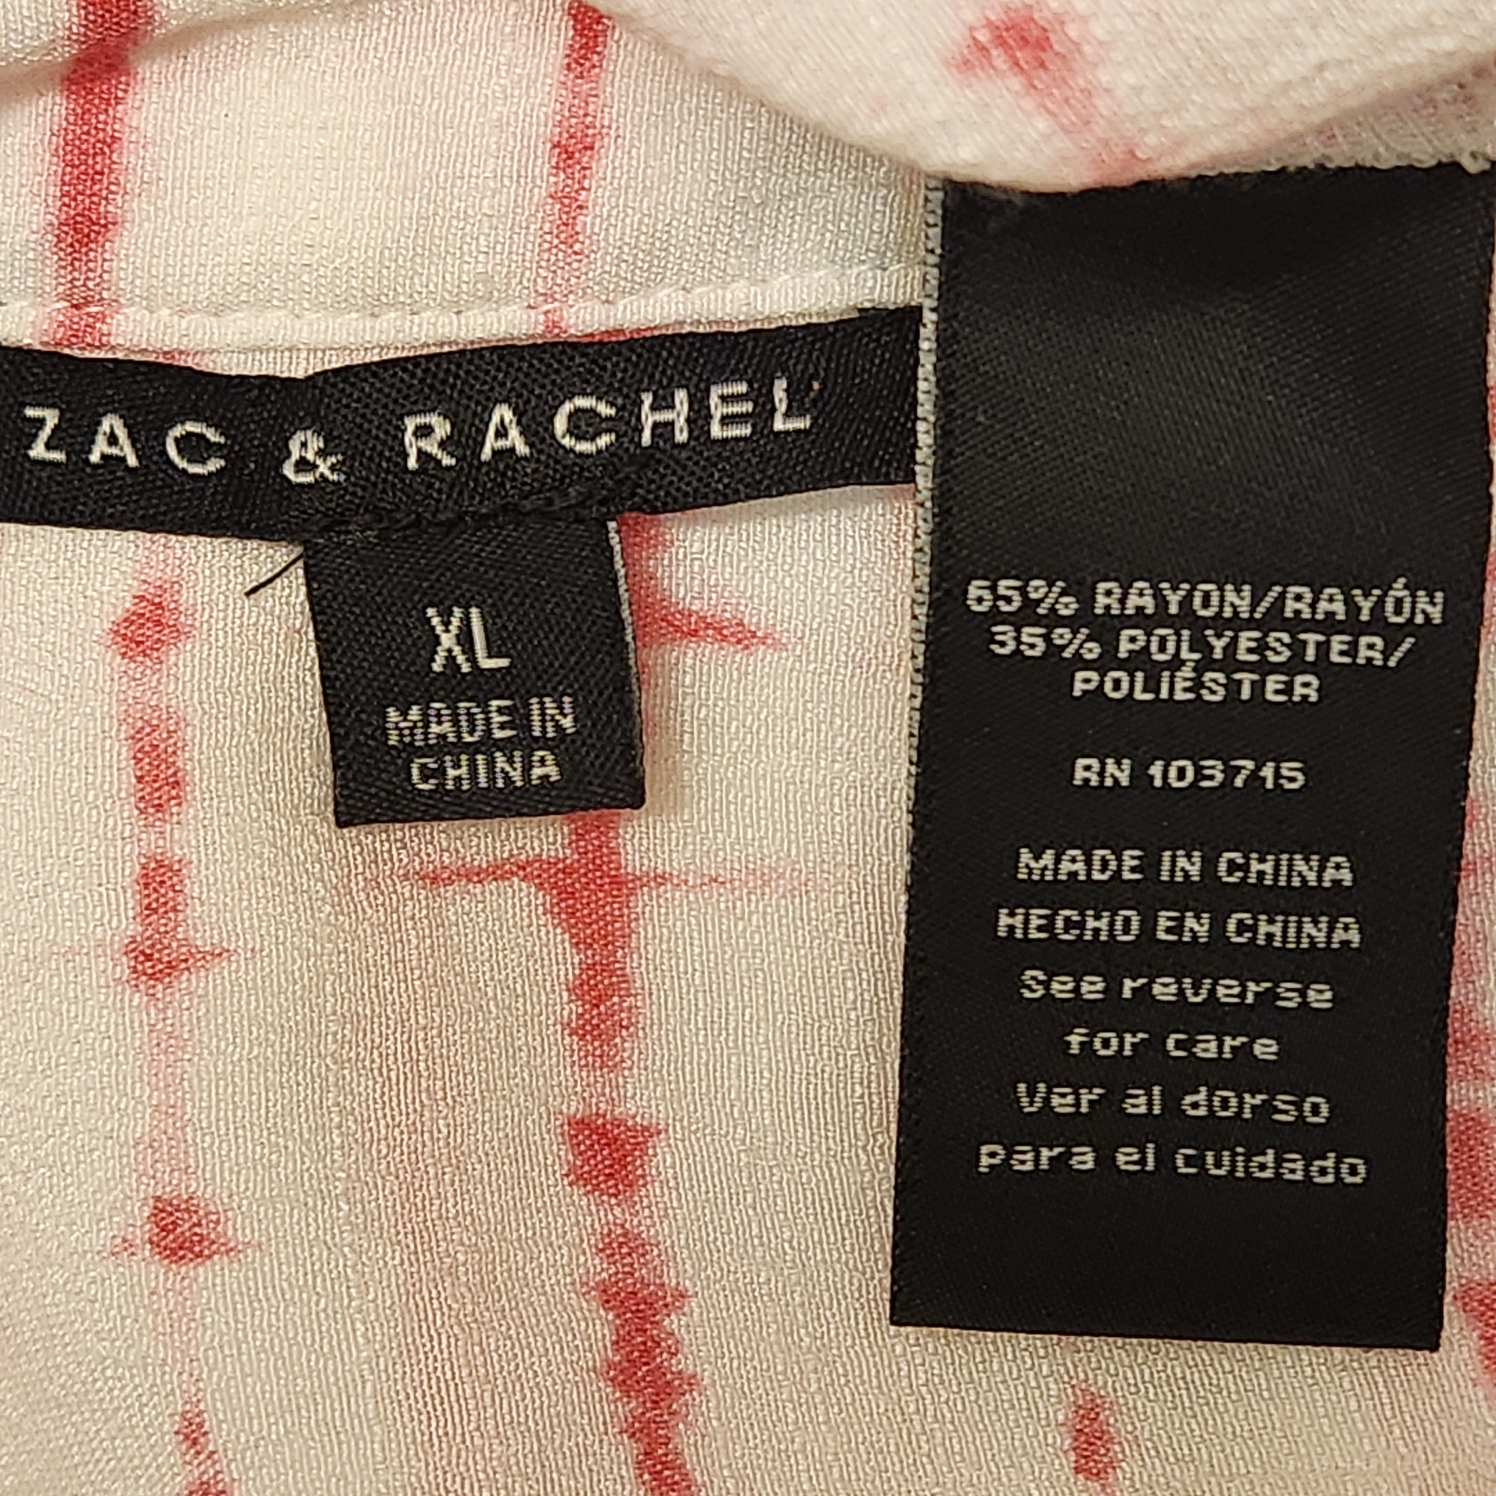 ZAC & RACHEL
XL
MADE IN
CHINA
65% RAYON/RAYÓN
35% POLYESTER/
POLIÉSTER
RN 103715
MADE IN CHINA
HECHO EN CHINA
See reverse
for care
Ver al dorso
para el cuidado